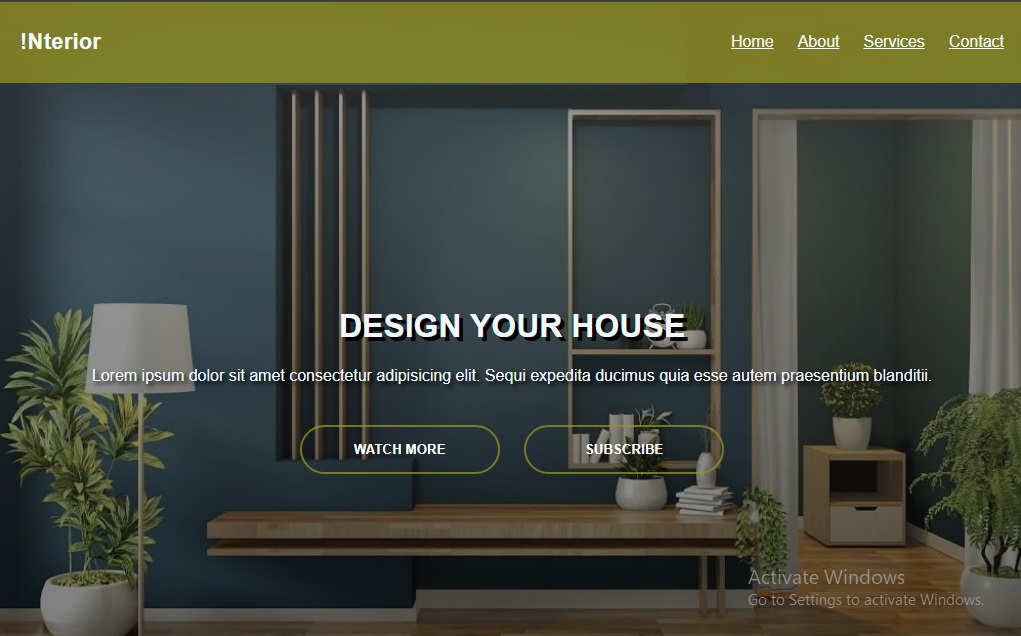 !Nterior
Home About Services Contact
DESIGN YOUR HOUSE
Lorem ipsum dolor sit amet consectetur adipisicing elit. Sequi expedita ducimus quia esse autem praesentium blanditii.
WATCH MORE SUBSCRIBE
Activate Windows
Go to Settings to activate Windows.